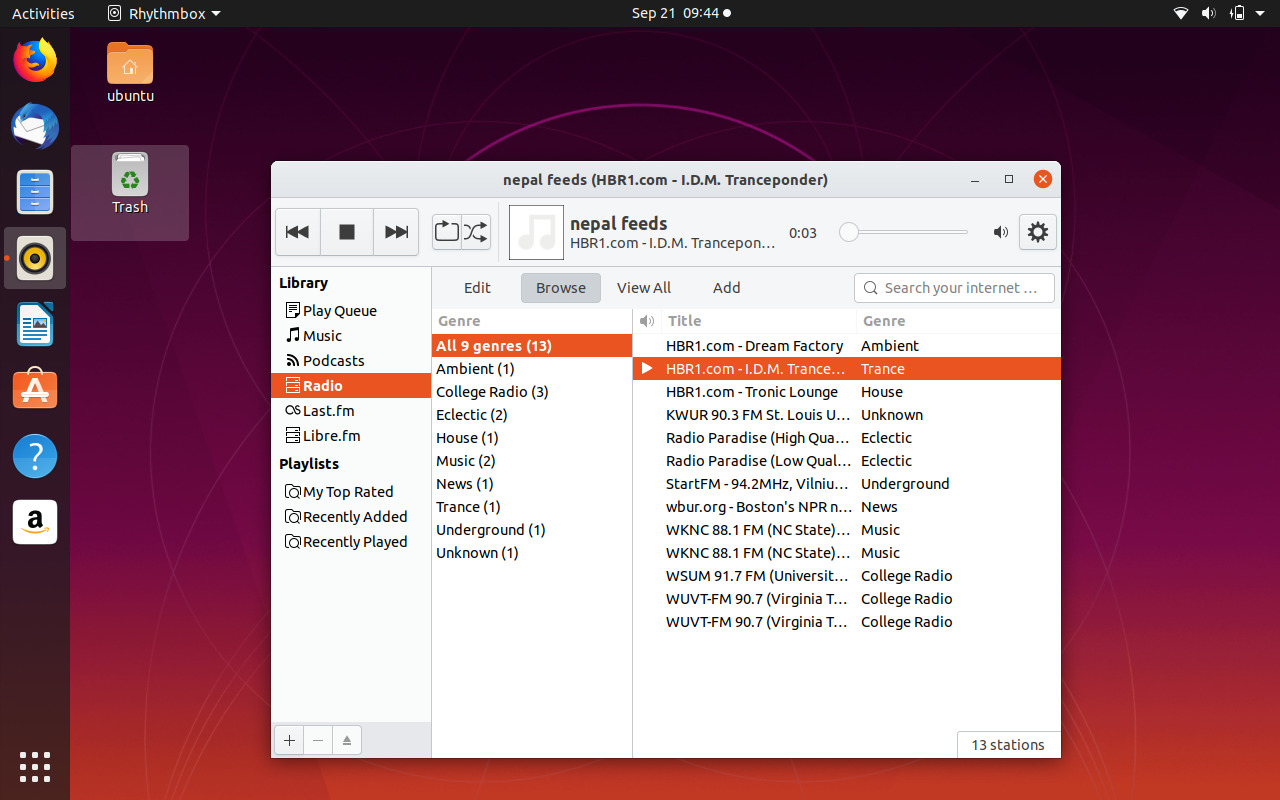 Activities
Rhythmbox
Sep 21 09:44
ubuntu
Trash
nepal feeds (HBR1.com - I.D.M. Tranceponder)
nepal feeds
HBR1.com - I.D.M. Trancepon...
0:03
Library
Play Queue
Music
Podcasts
Radio
Last.fm
Libre.fm
Playlists
My Top Rated
Recently Added
Recently Played
Edit
Browse
View All
Add
Search your internet ...
Genre
All 9 genres (13)
Ambient (1)
College Radio (3)
Eclectic (2)
House (1)
Music (2)
News (1)
Trance (1)
Underground (1)
Unknown (1)
Title Genre
HBR1.com - Dream Factory Ambient
HBR1.com - I.D.M. Trance... Trance
HBR1.com - Tronic Lounge House
KWUR 90.3 FM St. Louis U... Unknown
Radio Paradise (High Qua... Eclectic
Radio Paradise (Low Qual... Eclectic
StartFM - 94.2MHz, Vilniu... Underground
wbur.org - Boston's NPR n... News
WKNC 88.1 FM (NC State)... Music
WKNC 88.1 FM (NC State)... Music
WSUM 91.7 FM (Universit... College Radio
WUVT-FM 90.7 (Virginia T... College Radio
WUVT-FM 90.7 (Virginia T... College Radio
13 stations
?
a